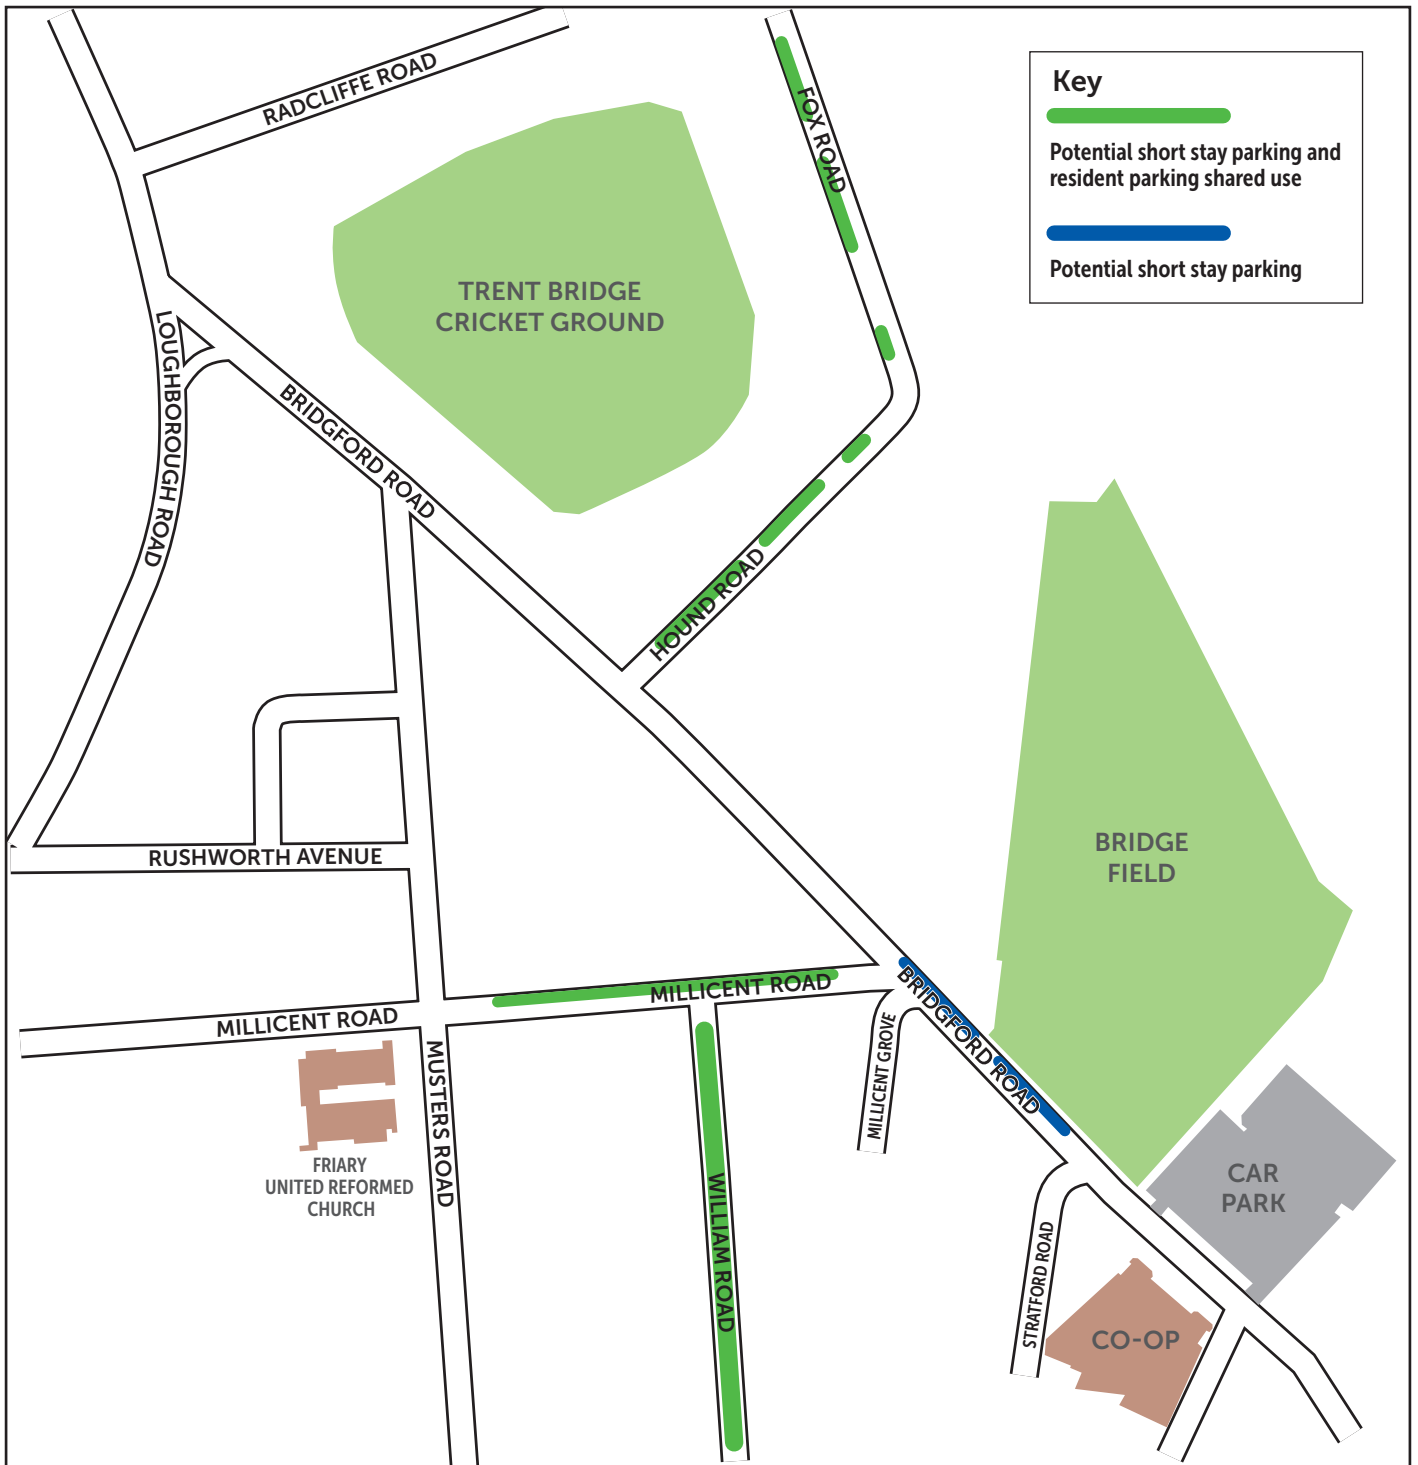 Key
Potential short stay parking and
resident parking shared use
Potential short stay parking
RADCLIFFE ROAD
FOX ROAD
TRENT BRIDGE
CRICKET GROUND
LOUGHBOROUGH ROAD
BRIDGFORD ROAD
HOUND ROAD
BRIDGE
FIELD
RUSHWORTH AVENUE
MILLICENT ROAD
MILLICENT ROAD
BRIDGFORD ROAD
MILLICENT GROVE
MUSTERS ROAD
FRIARY
UNITED REFORMED
CHURCH
WILLIAM ROAD
CAR
PARK
STRATFORD ROAD
CO-OP